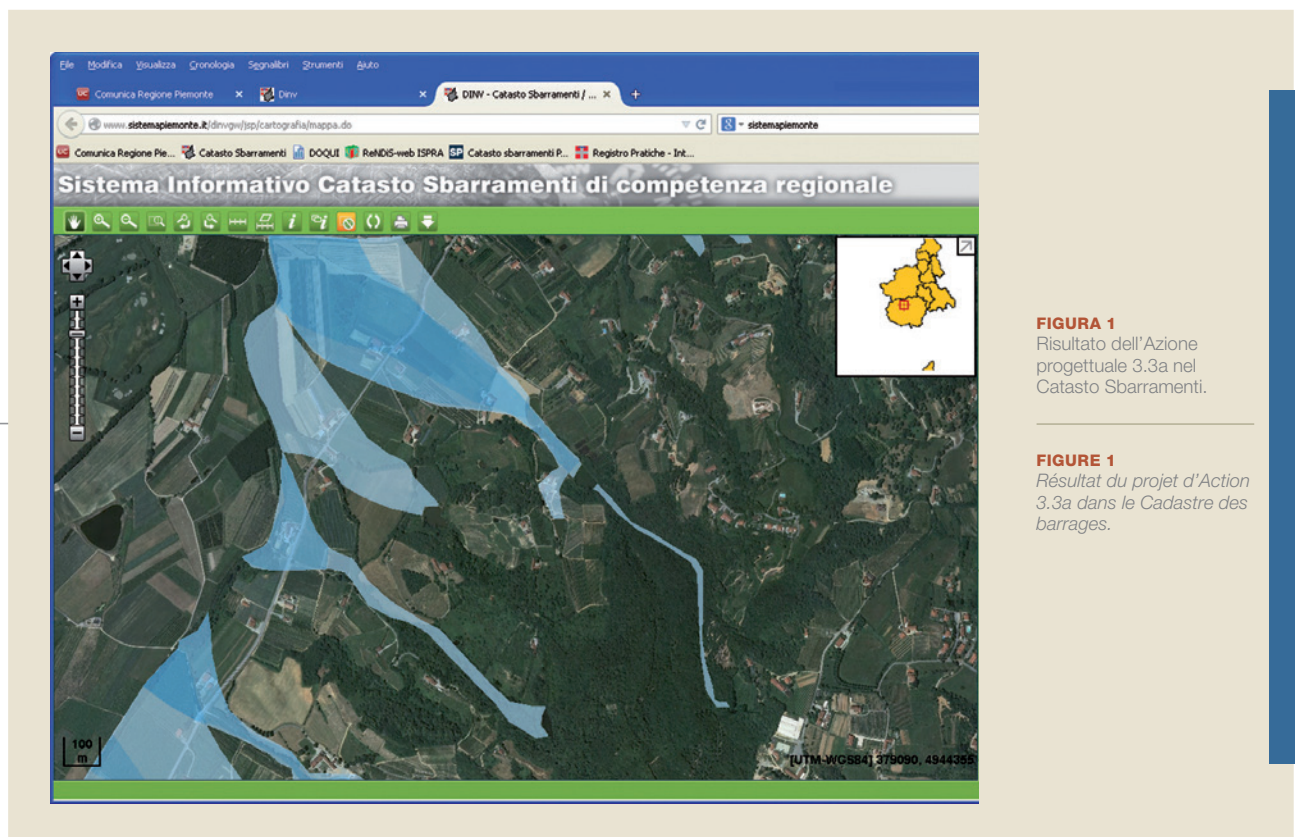 File Modifica Visualizza Cronologia Segnalibri Strumenti Aiuto
Comunica Regione Piemonte × Dinv × DINV - Catasto Sbarramenti / ... × +
www.sistemapiemonte.it/dinvgw/jsp/cartografia/mappa.do sistemapiemonte
Comunica Regione Pie... Catasto Sbarramenti DOQUI ReNDiS-web ISPRA SP Catasto sbarramenti P... Registro Pratiche - Int...
Sistema Informativo Catasto Sbarramenti di competenza regionale
100
m
[UTM-WGS84] 379090, 4944355
FIGURA 1
Risultato dell'Azione
progettuale 3.3a nel
Catasto Sbarramenti.
FIGURE 1
Résultat du projet d'Action
3.3a dans le Cadastre des
barrages.